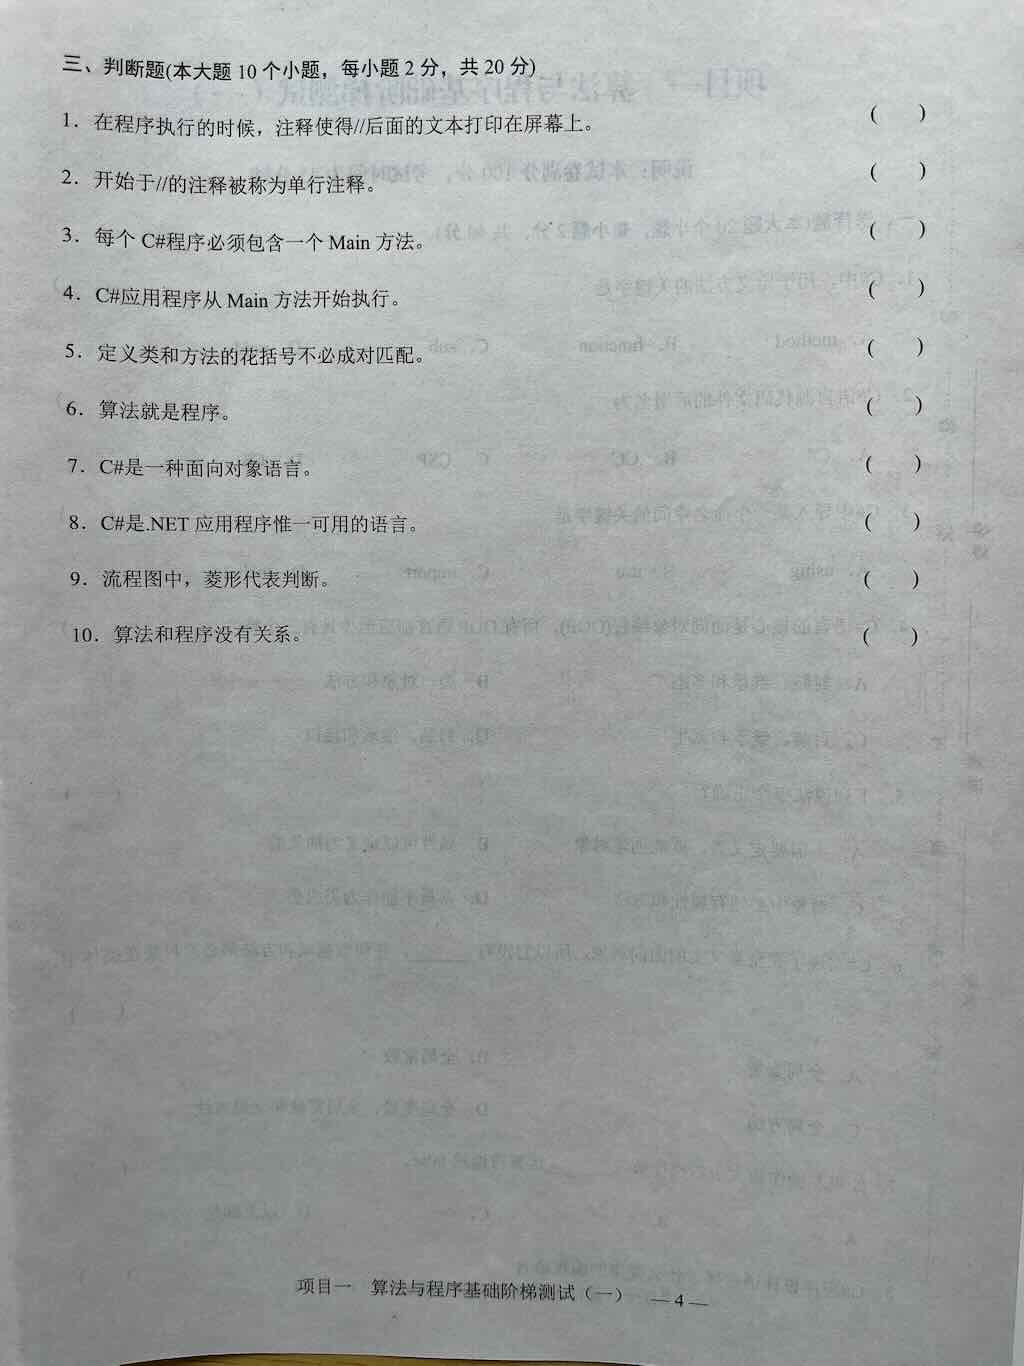 三、判断题(本大题 10 个小题，每小题 2 分，共 20 分)
1．在程序执行的时候，注释使得//后面的文本打印在屏幕上。 ( )
2．开始于//的注释被称为单行注释。 ( )
3．每个 C#程序必须包含一个 Main 方法。 ( )
4．C#应用程序从 Main 方法开始执行。 ( )
5．定义类和方法的花括号不必成对匹配。 ( )
6．算法就是程序。 ( )
7．C#是一种面向对象语言。 ( )
8．C#是.NET 应用程序惟一可用的语言。 ( )
9．流程图中，菱形代表判断。 ( )
10．算法和程序没有关系。 ( )
项目一 算法与程序基础阶梯测试（一） — 4 —